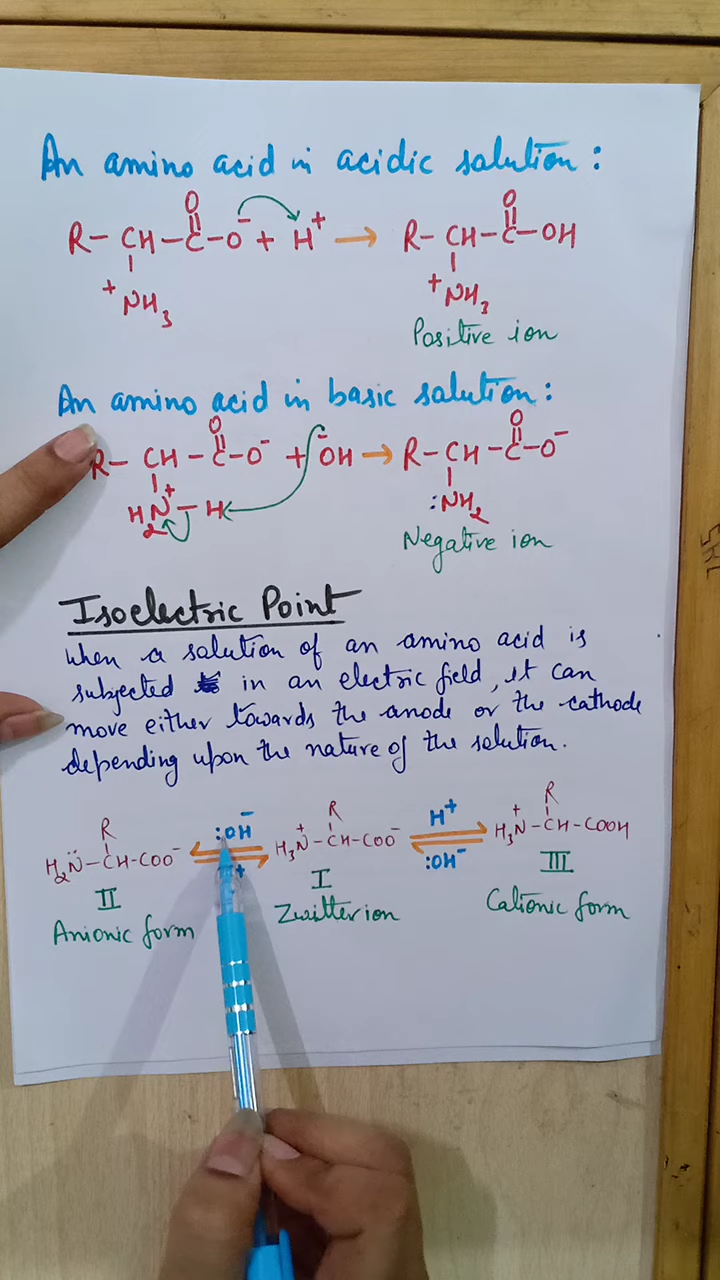 An amino acid in acidic solution:
O
R-CH-C-O⁻ + H⁺ → R-CH-C-OH
⁺NH₃ ⁺NH₃
Positive ion
An amino acid in basic solution:
O
R-CH-C-O⁻ + ⁻OH → R-CH-C-O⁻
H₂N⁺-H :NH₂
Negative ion
Isoelectric Point
When a solution of an amino acid is
subjected in an electric field, it can
move either towards the anode or the cathode
depending upon the nature of the solution.
R :OH⁻ R H⁺ R
H₂N̈-CH-COO⁻ ⇌ H₃N⁺-CH-COO⁻ ⇌ H₃N⁺-CH-COOH
:OH⁻
II I III
Anionic form Zwitter ion Cationic form